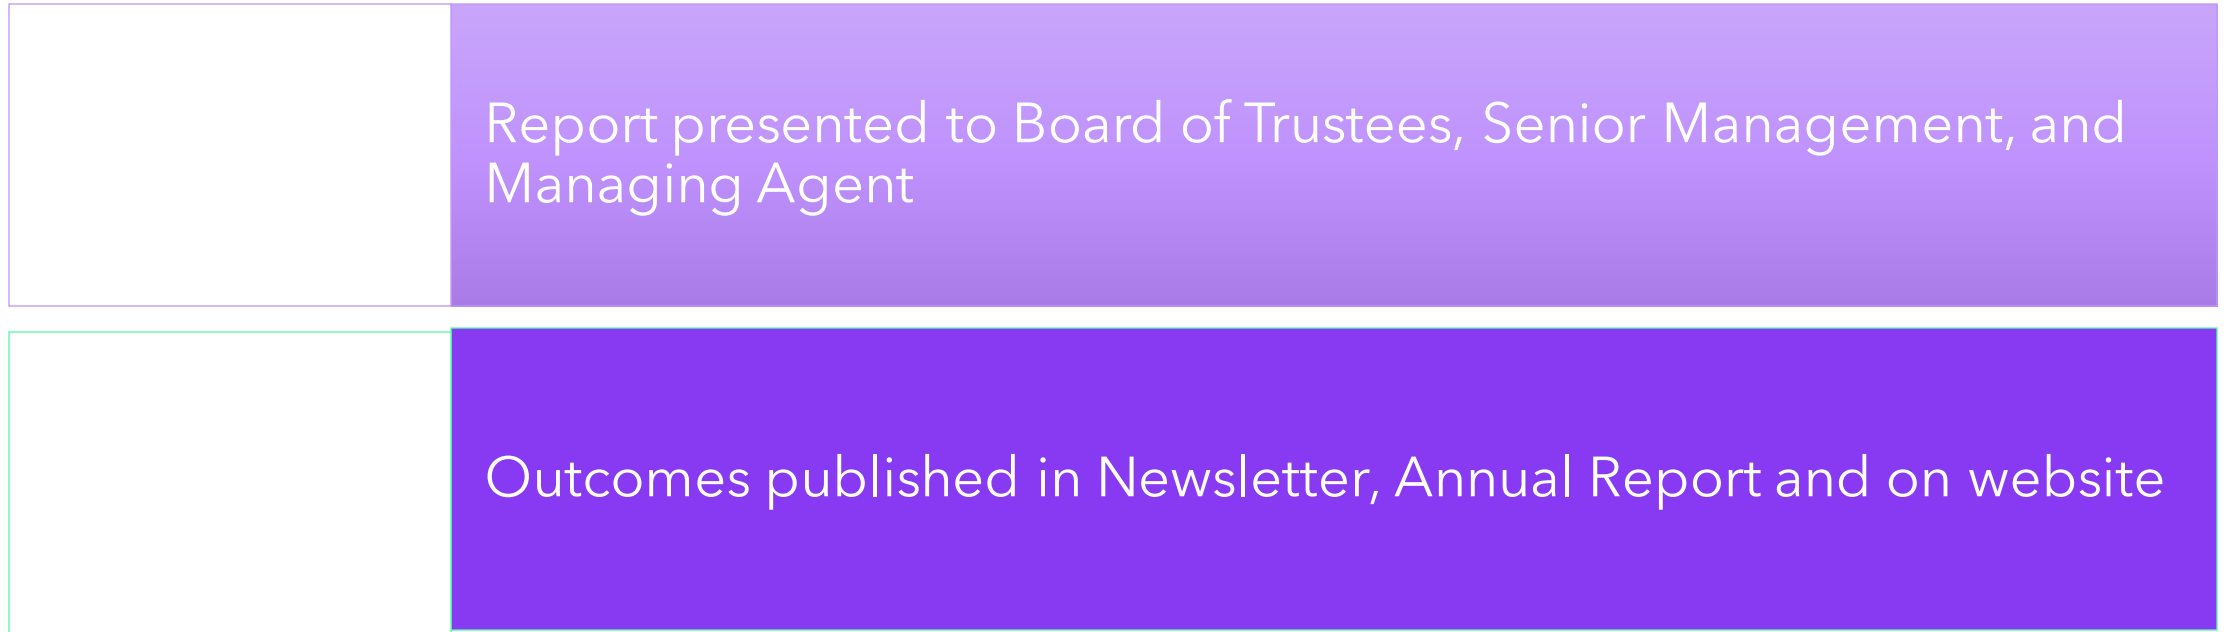 Report presented to Board of Trustees, Senior Management, and
Managing Agent
Outcomes published in Newsletter, Annual Report and on website